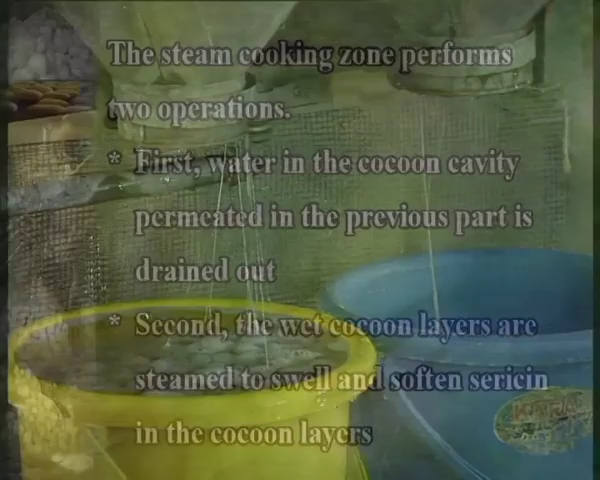 The steam cooking zone performs
two operations.
* First, water in the cocoon cavity
permeated in the previous part is
drained out
* Second, the wet cocoon layers are
steamed to swell and soften sericin
in the cocoon layers